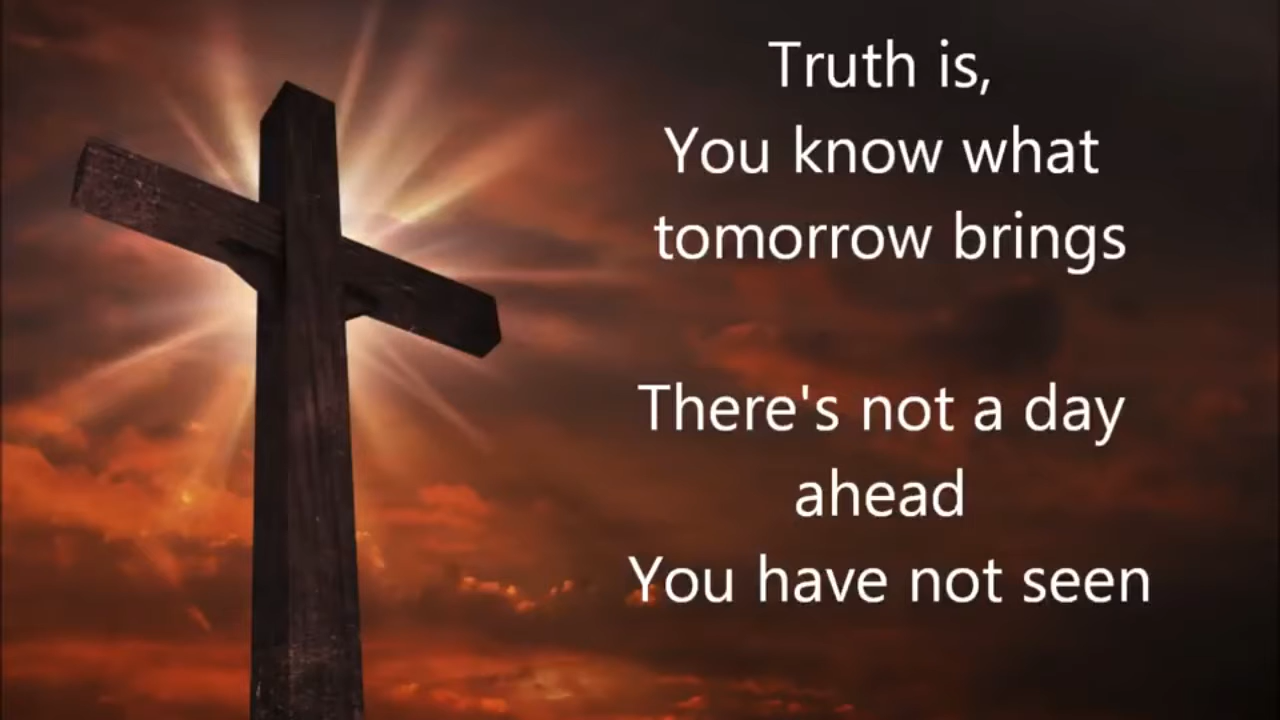 Truth is,
You know what
tomorrow brings
There's not a day
ahead
You have not seen